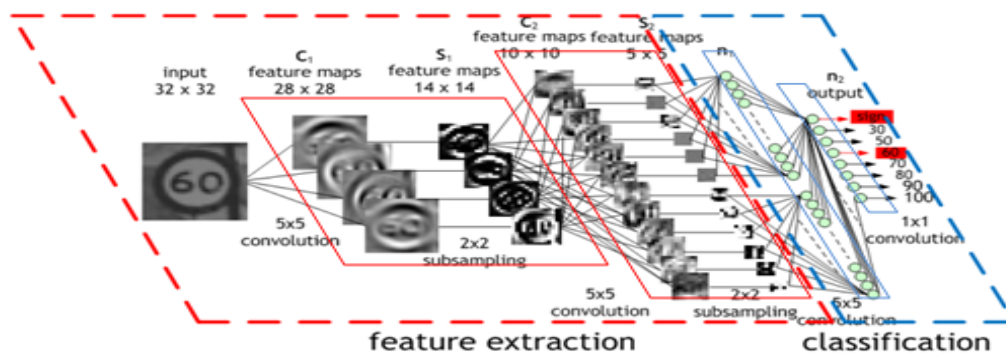 input
32 x 32
60
C1
feature maps
28 x 28
S1
feature maps
14 x 14
C2
feature maps
10 x 10
S2
feature maps
5 x 5
n1
n2
output
sign
30
50
60
70
80
90
100
5x5
convolution
2x2
subsampling
5x5
convolution
2x2
subsampling
5x5
convolution
1x1
convolution
feature extraction
classification